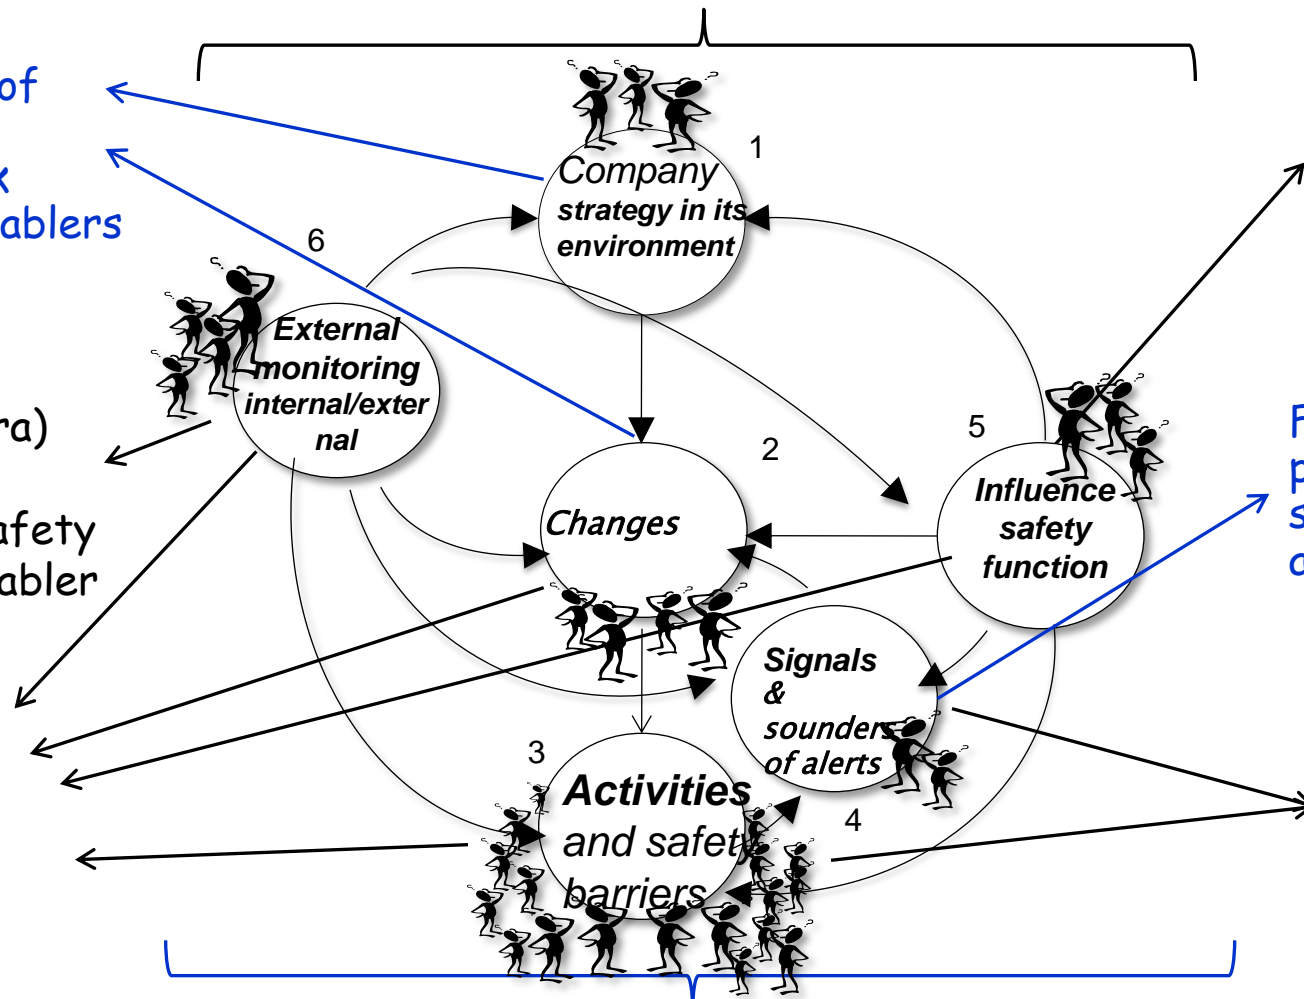 of
x
ablers
1
Company
strategy in its
environment
6
External
monitoring
internal/exter
nal
ra)
afety
abler
2
Changes
5
Influence
safety
function
F
p
s
a
Signals
&
sounders
of alerts
3
Activities
and safety
barriers
4